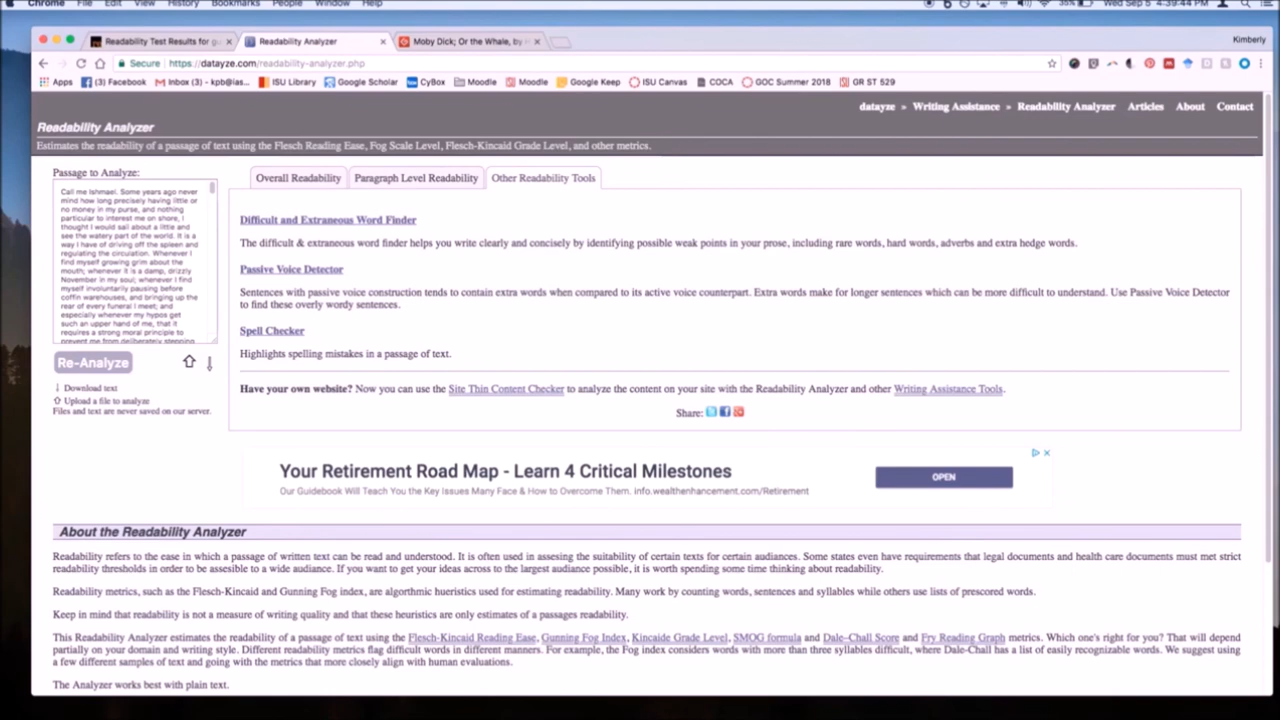 Chrome File Edit View History Bookmarks People Window Help
35% Wed Sep 5 4:39:44 PM
Readability Test Results for g
Readability Analyzer
Moby Dick; Or the Whale, by
Kimberly
Secure https://datayze.com/readability-analyzer.php
Apps (3) Facebook Inbox (3) - kpb@ias... ISU Library Google Scholar CyBox Moodle Moodle Google Keep ISU Canvas COCA GOC Summer 2018 GR ST 529
datayze » Writing Assistance » Readability Analyzer Articles About Contact
Readability Analyzer
Estimates the readability of a passage of text using the Flesch Reading Ease, Fog Scale Level, Flesch-Kincaid Grade Level, and other metrics.
Passage to Analyze:
Call me Ishmael. Some years ago never
mind how long precisely having little or
no money in my purse, and nothing
particular to interest me on shore, I
thought I would sail about a little and
see the watery part of the world. It is a
way I have of driving off the spleen and
regulating the circulation. Whenever I
find myself growing grim about the
mouth; whenever it is a damp, drizzly
November in my soul; whenever I find
myself involuntarily pausing before
coffin warehouses, and bringing up the
rear of every funeral I meet; and
especially whenever my hypos get
such an upper hand of me, that it
requires a strong moral principle to
prevent me from deliberately stepping
Re-Analyze
Download text
Upload a file to analyze
Files and text are never saved on our server.
Overall Readability Paragraph Level Readability Other Readability Tools
Difficult and Extraneous Word Finder
The difficult & extraneous word finder helps you write clearly and concisely by identifying possible weak points in your prose, including rare words, hard words, adverbs and extra hedge words.
Passive Voice Detector
Sentences with passive voice construction tends to contain extra words when compared to its active voice counterpart. Extra words make for longer sentences which can be more difficult to understand. Use Passive Voice Detector
to find these overly wordy sentences.
Spell Checker
Highlights spelling mistakes in a passage of text.
Have your own website? Now you can use the Site Thin Content Checker to analyze the content on your site with the Readability Analyzer and other Writing Assistance Tools.
Share:
Your Retirement Road Map - Learn 4 Critical Milestones
Our Guidebook Will Teach You the Key Issues Many Face & How to Overcome Them. info.wealthenhancement.com/Retirement
OPEN
About the Readability Analyzer
Readability refers to the ease in which a passage of written text can be read and understood. It is often used in assesing the suitability of certain texts for certain audiences. Some states even have requirements that legal documents and health care documents must met strict
readability thresholds in order to be assesible to a wide audience. If you want to get your ideas across to the largest audience possible, it is worth spending some time thinking about readability.
Readability metrics, such as the Flesch-Kincaid and Gunning Fog index, are algorthmic hueristics used for estimating readability. Many work by counting words, sentences and syllables while others use lists of prescored words.
Keep in mind that readability is not a measure of writing quality and that these heuristics are only estimates of a passages readability.
This Readability Analyzer estimates the readability of a passage of text using the Flesch-Kincaid Reading Ease, Gunning Fog Index, Kincaide Grade Level, SMOG formula and Dale-Chall Score and Fry Reading Graph metrics. Which one's right for you? That will depend
partially on your domain and writing style. Different readability metrics flag difficult words in different manners. For example, the Fog index considers words with more than three syllables difficult, where Dale-Chall has a list of easily recognizable words. We suggest using
a few different samples of text and going with the metrics that more closely align with human evaluations.
The Analyzer works best with plain text.